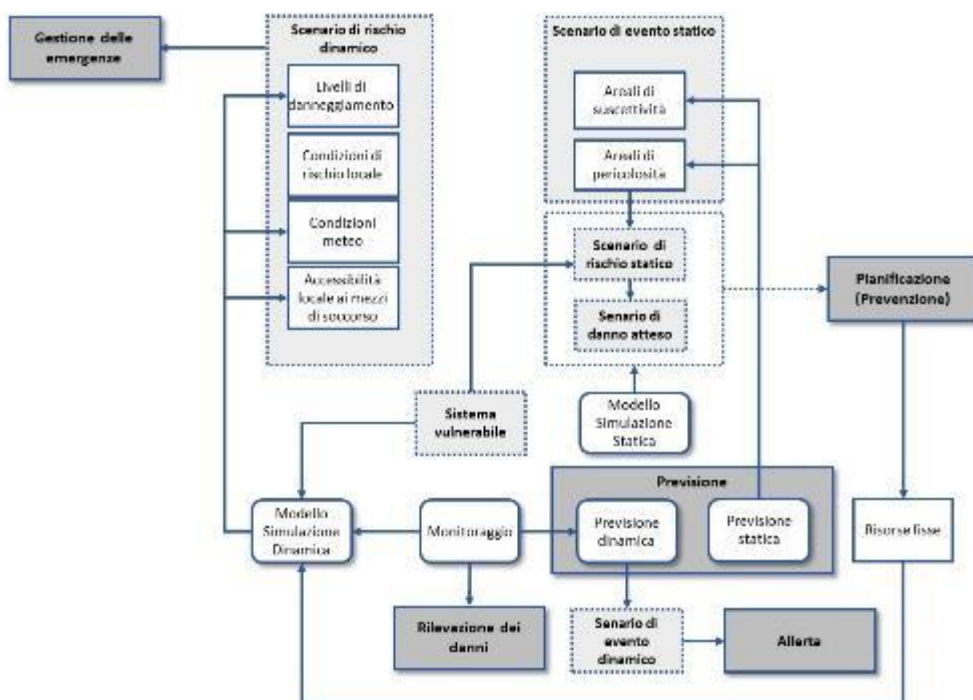 Gestione delle
emergenze
Scenario di rischio
dinamico
Livelli di
danneggiamento
Condizioni di
rischio locale
Condizioni
meteo
Accessibilità
locale ai mezzi
di soccorso
Scenario di evento statico
Areali di
suscettività
Areali di
pericolosità
Scenario di
rischio statico
Senario di
danno atteso
Planificazione
(Prevenzione)
Sistema
vulnerabile
Modello
Simulazione
Statica
Previsione
Modello
Simulazione
Dinamica
Monitoraggio
Previsione
dinamica
Previsione
statica
Risorse fisse
Rilevazione dei
danni
Senario di
evento
dinamico
Allerta